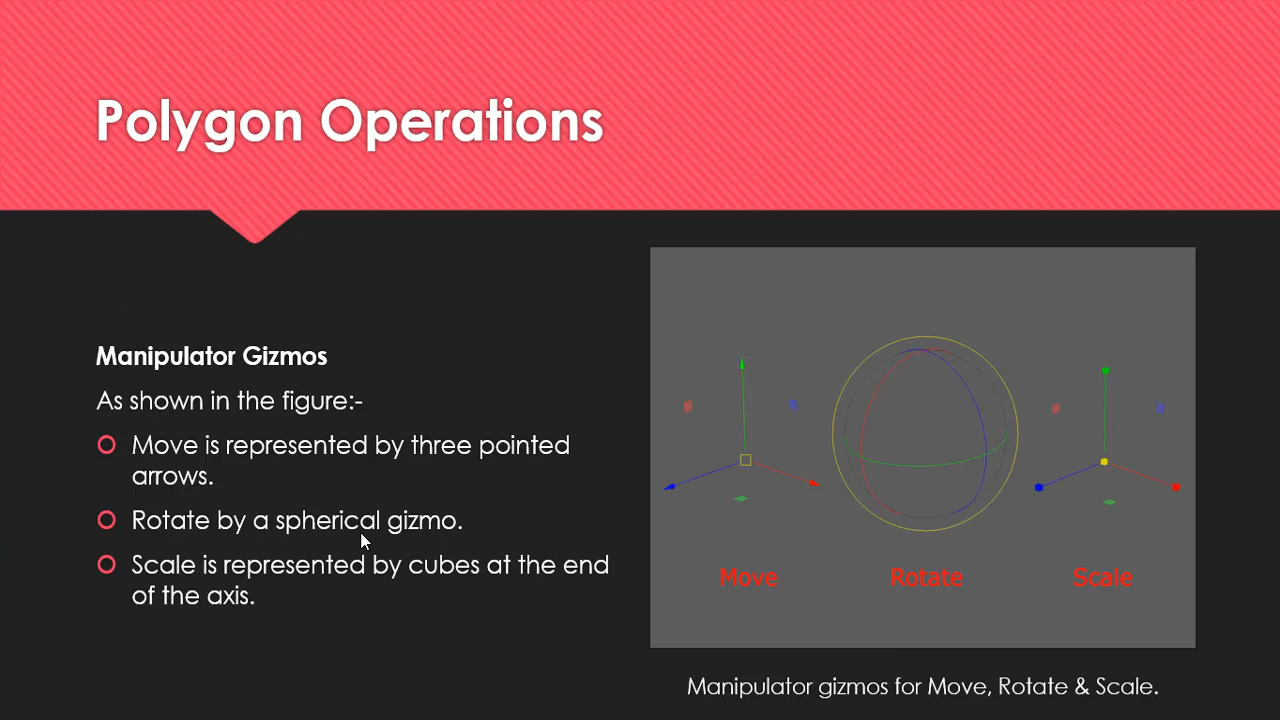 Polygon Operations
Manipulator Gizmos
As shown in the figure:-
Move is represented by three pointed
arrows.
Rotate by a spherical gizmo.
Scale is represented by cubes at the end
of the axis.
Move Rotate Scale
Manipulator gizmos for Move, Rotate & Scale.